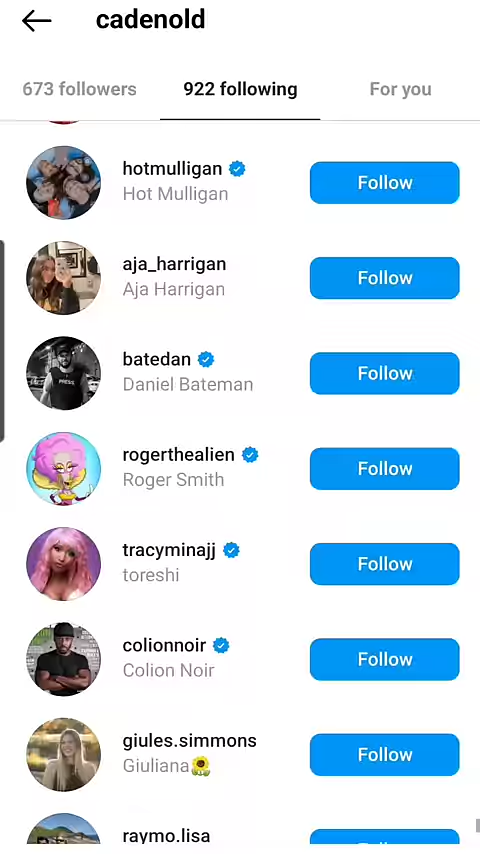 cadenold
673 followers
922 following
For you
hotmulligan
Hot Mulligan
Follow
aja_harrigan
Aja Harrigan
Follow
batedan
Daniel Bateman
Follow
PRESS
rogerthealien
Roger Smith
Follow
tracyminajj
toreshi
Follow
colionnoir
Colion Noir
Follow
giules.simmons
Giuliana🌻
Follow
raymo.lisa